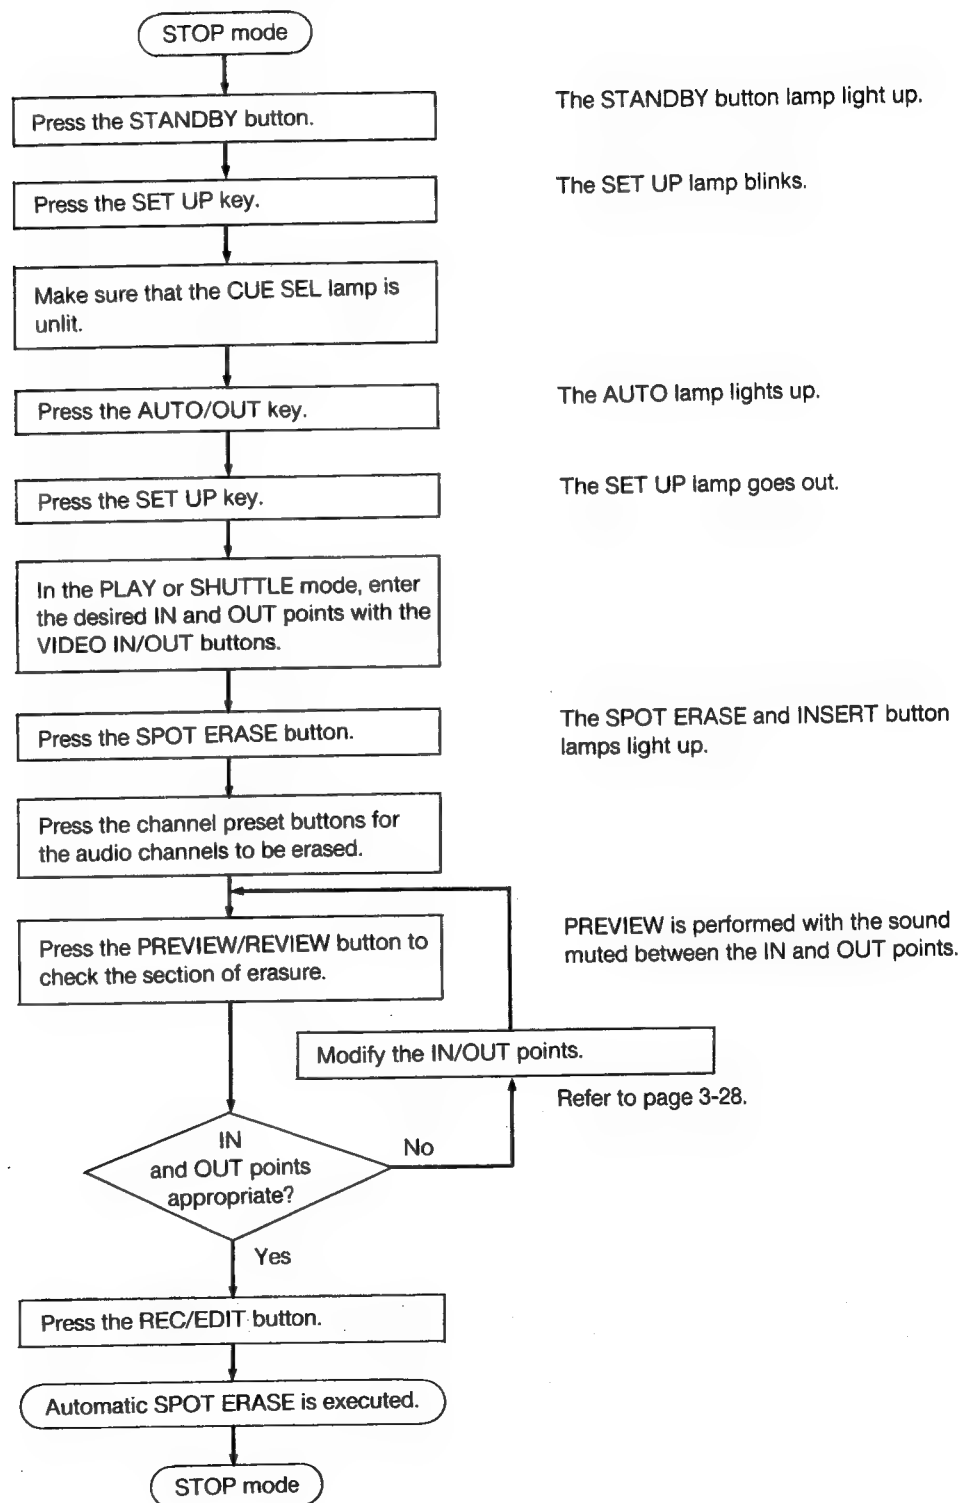 STOP mode
Press the STANDBY button.
The STANDBY button lamp light up.
Press the SET UP key.
The SET UP lamp blinks.
Make sure that the CUE SEL lamp is
unlit.
Press the AUTO/OUT key.
The AUTO lamp lights up.
Press the SET UP key.
The SET UP lamp goes out.
In the PLAY or SHUTTLE mode, enter
the desired IN and OUT points with the
VIDEO IN/OUT buttons.
Press the SPOT ERASE button.
The SPOT ERASE and INSERT button
lamps light up.
Press the channel preset buttons for
the audio channels to be erased.
Press the PREVIEW/REVIEW button to
check the section of erasure.
PREVIEW is performed with the sound
muted between the IN and OUT points.
Modify the IN/OUT points.
Refer to page 3-28.
IN
and OUT points
appropriate?
No
Yes
Press the REC/EDIT button.
Automatic SPOT ERASE is executed.
STOP mode